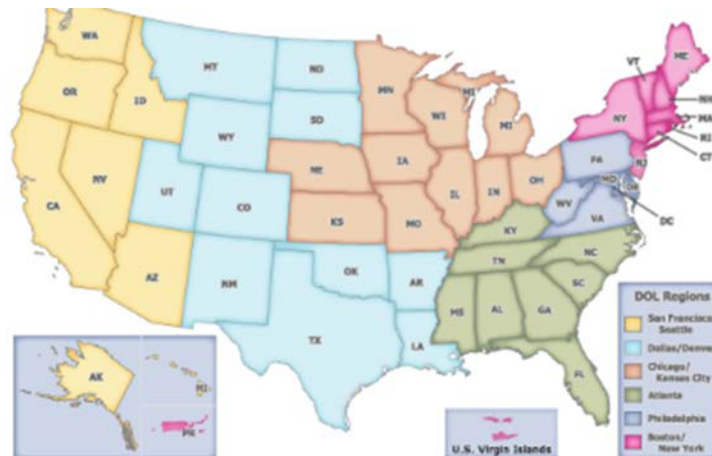 WA
OR
ID
MT
ND
SD
WY
NV
CA
UT
CO
AZ
NM
NE
KS
OK
TX
MN
WI
MI
MI
IA
IL
IN
OH
MO
AR
LA
KY
TN
MS
AL
GA
SC
NC
FL
PA
WV
VA
MD
DE
DC
NJ
NY
VT
ME
NH
MA
RI
CT
AK
HI
PR
U.S. Virgin Islands
DOL Regions
San Francisco
Seattle
Dallas/Denver
Chicago/
Kansas City
Atlanta
Philadelphia
Boston/
New York